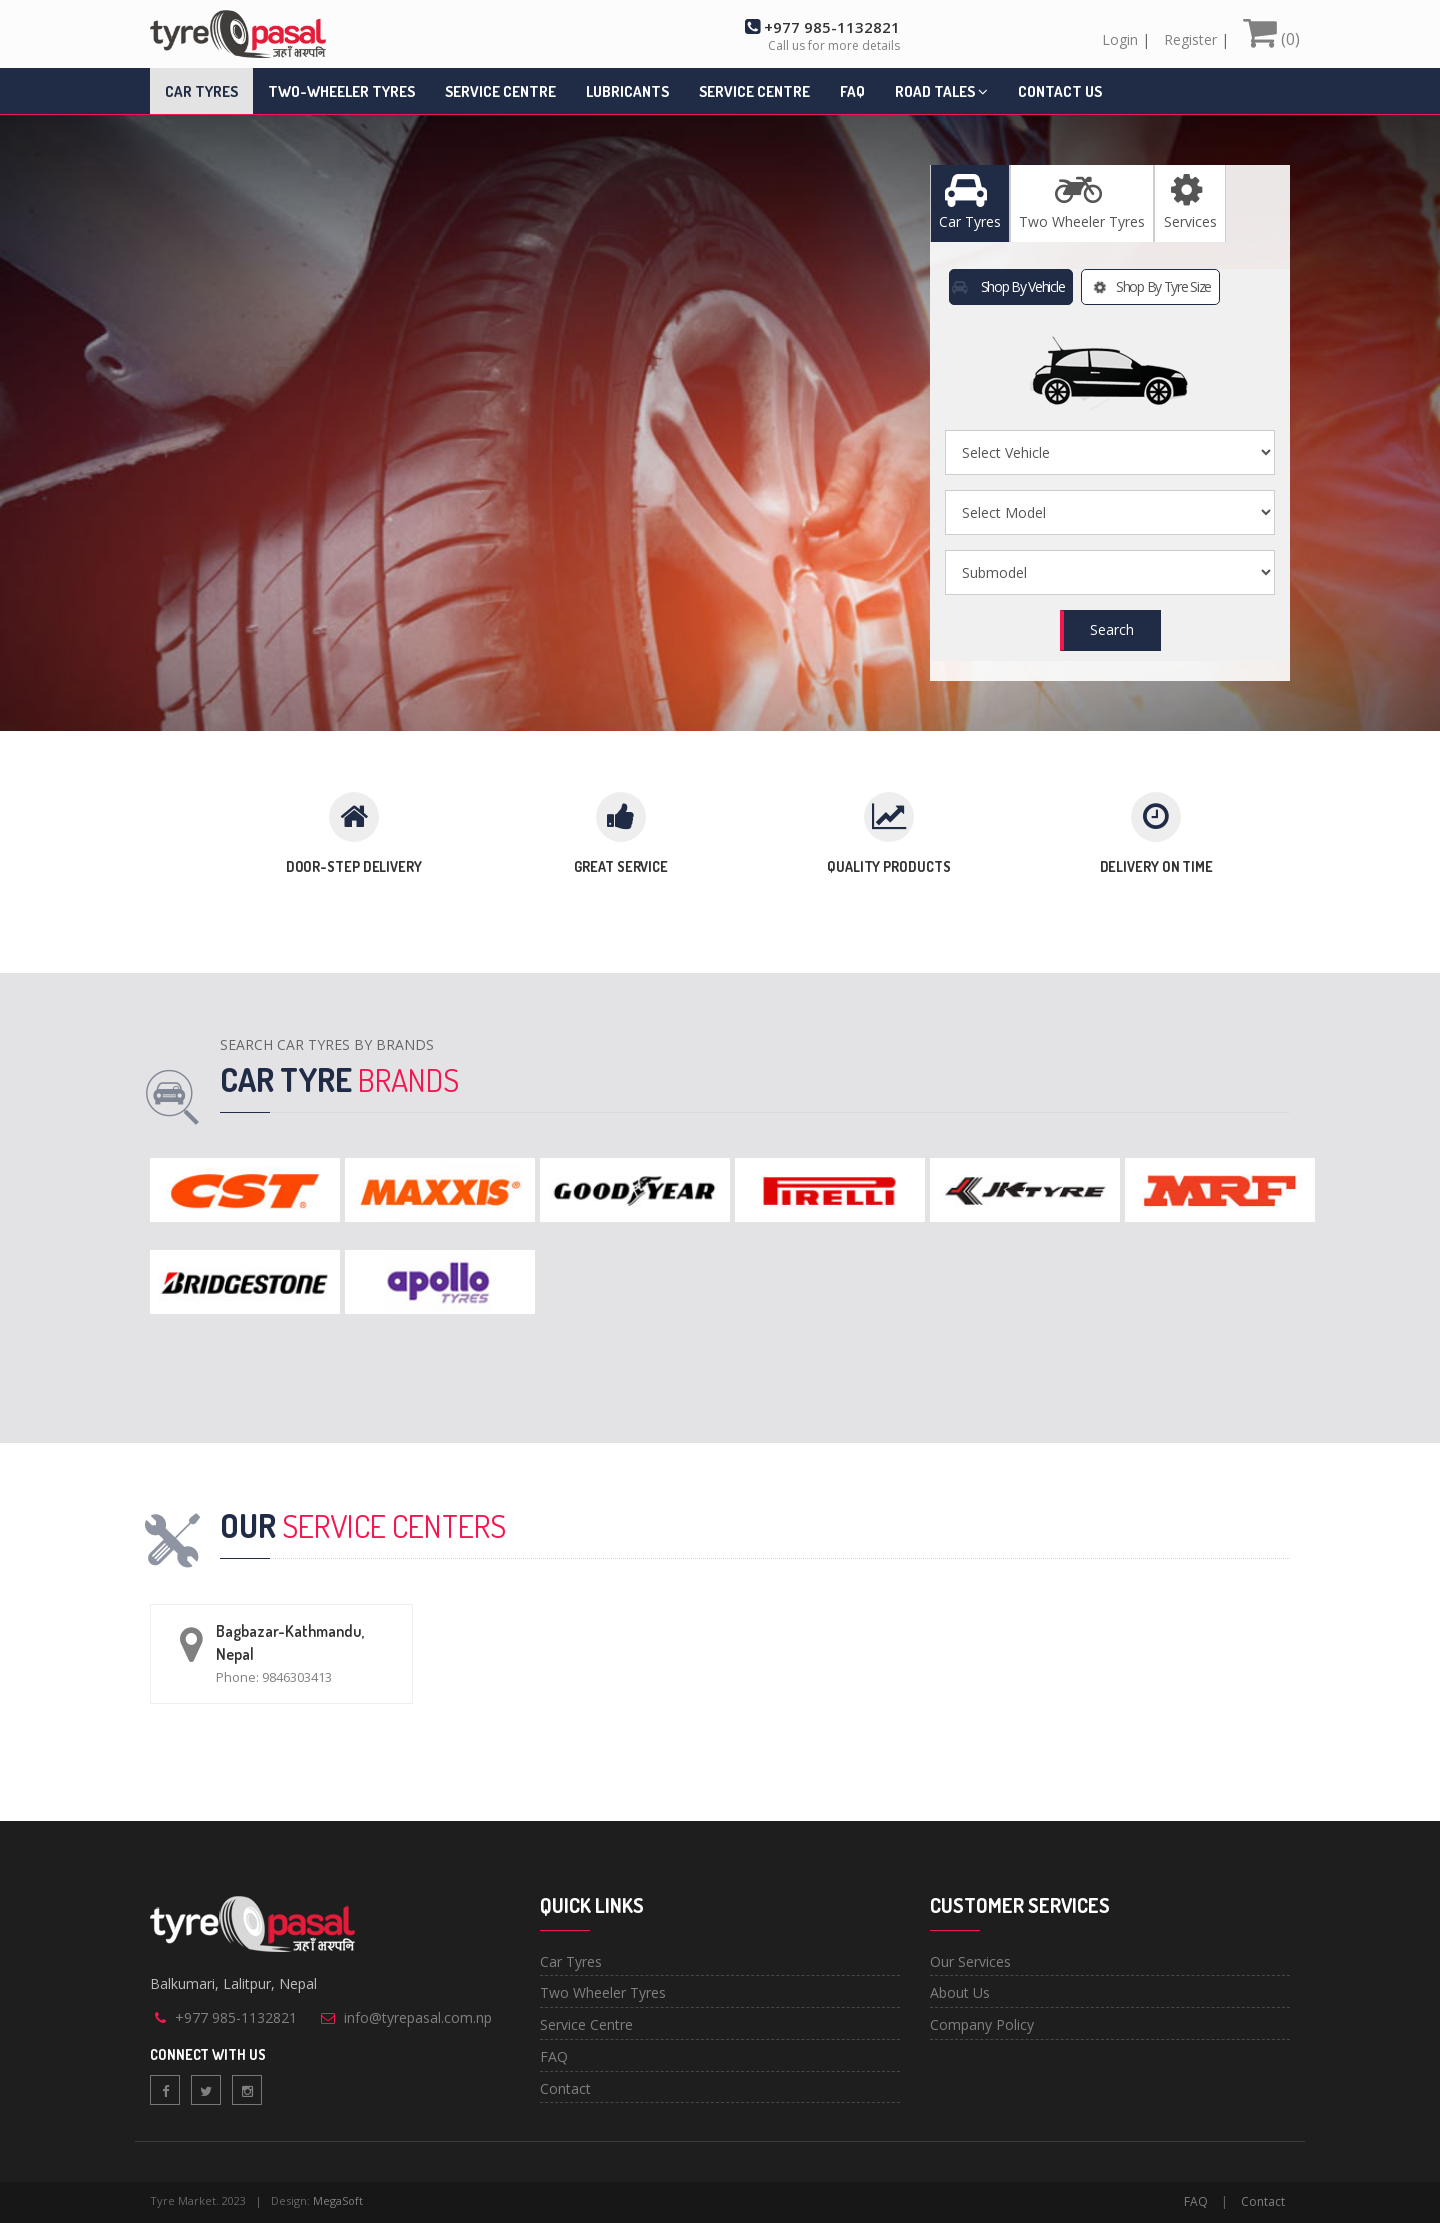 tyre pasal
जहाँ भरपनि
+977 985-1132821
Call us for more details
Login |
Register |
(0)
CAR TYRES
TWO-WHEELER TYRES
SERVICE CENTRE
LUBRICANTS
SERVICE CENTRE
FAQ
ROAD TALES
CONTACT US
Car Tyres
Two Wheeler Tyres
Services
Shop By Vehicle
Shop By Tyre Size
Select Vehicle
Select Model
Submodel
Search
DOOR-STEP DELIVERY
GREAT SERVICE
QUALITY PRODUCTS
DELIVERY ON TIME
SEARCH CAR TYRES BY BRANDS
CAR TYRE BRANDS
CST
MAXXIS
GOODYEAR
PIRELLI
JK TYRE
MRF
BRIDGESTONE
apollo
TYRES
OUR SERVICE CENTERS
Bagbazar-Kathmandu,
Nepal
Phone: 9846303413
tyre pasal
जहाँ भरपनि
Balkumari, Lalitpur, Nepal
+977 985-1132821
info@tyrepasal.com.np
CONNECT WITH US
QUICK LINKS
Car Tyres
Two Wheeler Tyres
Service Centre
FAQ
Contact
CUSTOMER SERVICES
Our Services
About Us
Company Policy
Tyre Market. 2023 | Design: MegaSoft
FAQ | Contact